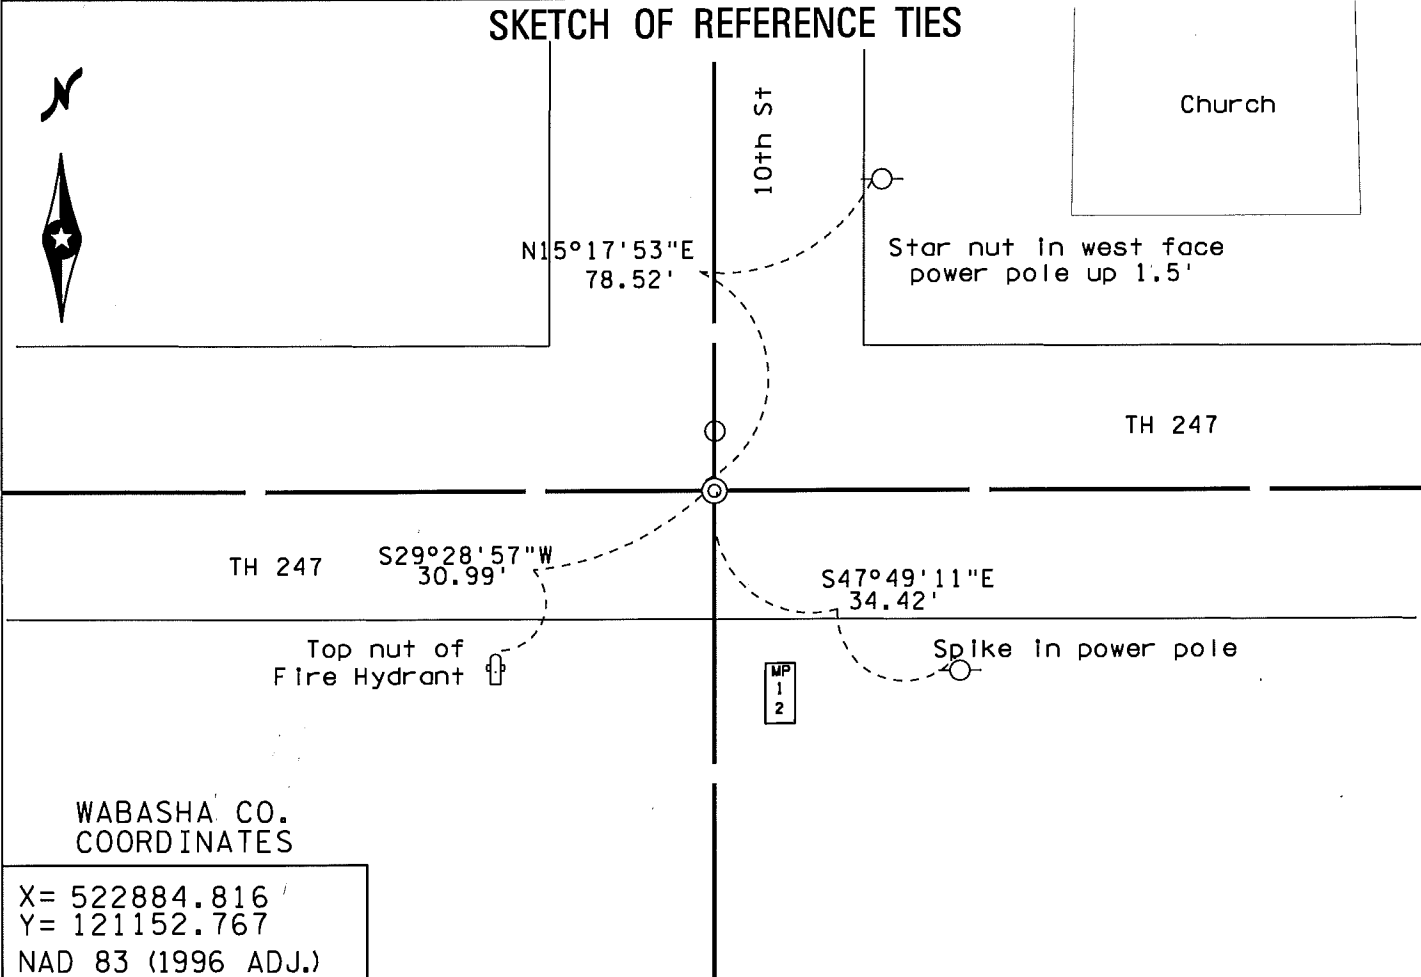 SKETCH OF REFERENCE TIES
N
10th St
Church
N15°17'53"E
78.52'
Star nut in west face
power pole up 1.5'
TH 247
TH 247
S29°28'57"W
30.99'
S47°49'11"E
34.42'
Top nut of
Fire Hydrant
Spike in power pole
MP
1
2
WABASHA CO.
COORDINATES
X= 522884.816
Y= 121152.767
NAD 83 (1996 ADJ.)